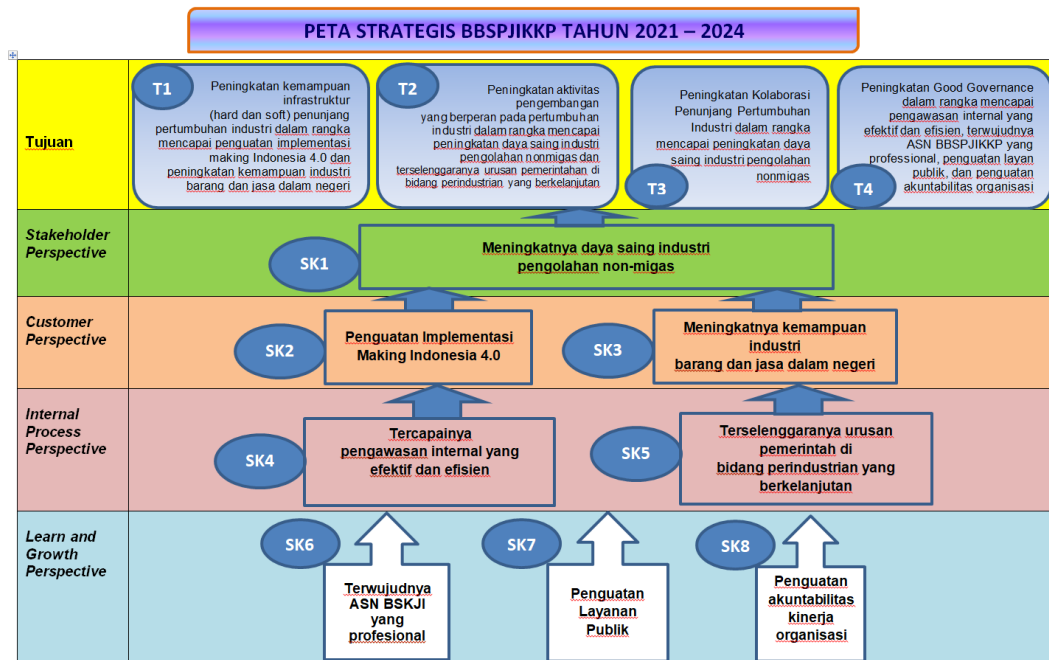 PETA STRATEGIS BBSPJIKKP TAHUN 2021 – 2024
Tujuan
T1
Peningkatan kemampuan
infrastruktur
(hard dan soft) penunjang
pertumbuhan industri dalam rangka
mencapai penguatan implementasi
making Indonesia 4.0 dan
peningkatan kemampuan industri
barang dan jasa dalam negeri
T2
Peningkatan aktivitas
pengembangan
yang berperan pada pertumbuhan
industri dalam rangka mencapai
peningkatan daya saing industri
pengolahan nonmigas dan
terselenggaranya urusan pemerintahan di
bidang perindustrian yang berkelanjutan
Peningkatan Kolaborasi
Penunjang Pertumbuhan
Industri dalam rangka
mencapai peningkatan daya
saing industri pengolahan
nonmigas
T3
Peningkatan Good Governance
dalam rangka mencapai
pengawasan internal yang
efektif dan efisien, terwujudnya
ASN BBSPJIKKP yang
professional, penguatan layan
publik, dan penguatan
akuntabilitas organisasi
T4
Stakeholder
Perspective
SK1
Meningkatnya daya saing industri
pengolahan non-migas
Customer
Perspective
SK2
Penguatan Implementasi
Making Indonesia 4.0
SK3
Meningkatnya kemampuan
industri
barang dan jasa dalam negeri
Internal
Process
Perspective
SK4
Tercapainya
pengawasan internal yang
efektif dan efisien
SK5
Terselenggaranya urusan
pemerintah di
bidang perindustrian yang
berkelanjutan
Learn and
Growth
Perspective
SK6
Terwujudnya
ASN BSKJI
yang
profesional
SK7
Penguatan
Layanan
Publik
SK8
Penguatan
akuntabilitas
kinerja
organisasi